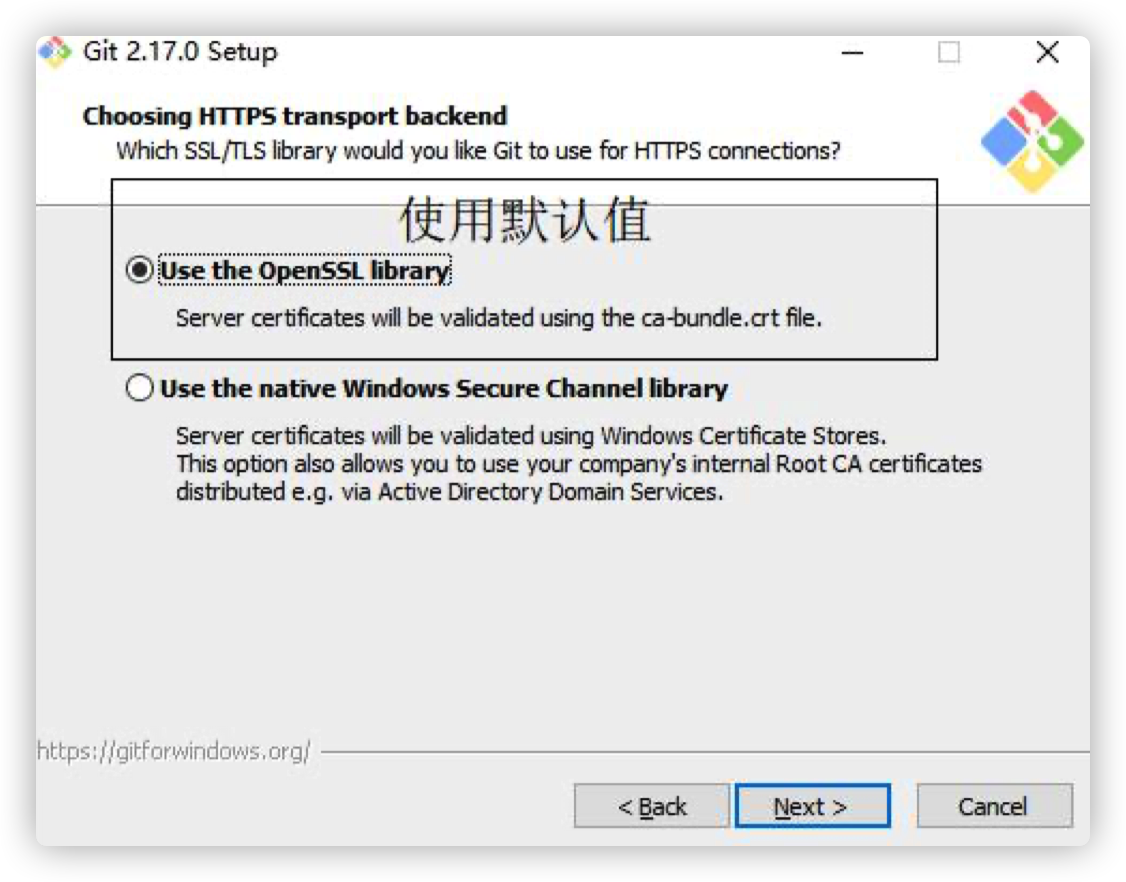 Git 2.17.0 Setup
Choosing HTTPS transport backend
Which SSL/TLS library would you like Git to use for HTTPS connections?
使用默认值
Use the OpenSSL library
Server certificates will be validated using the ca-bundle.crt file.
Use the native Windows Secure Channel library
Server certificates will be validated using Windows Certificate Stores.
This option also allows you to use your company's internal Root CA certificates
distributed e.g. via Active Directory Domain Services.
https://gitforwindows.org/
< Back
Next >
Cancel